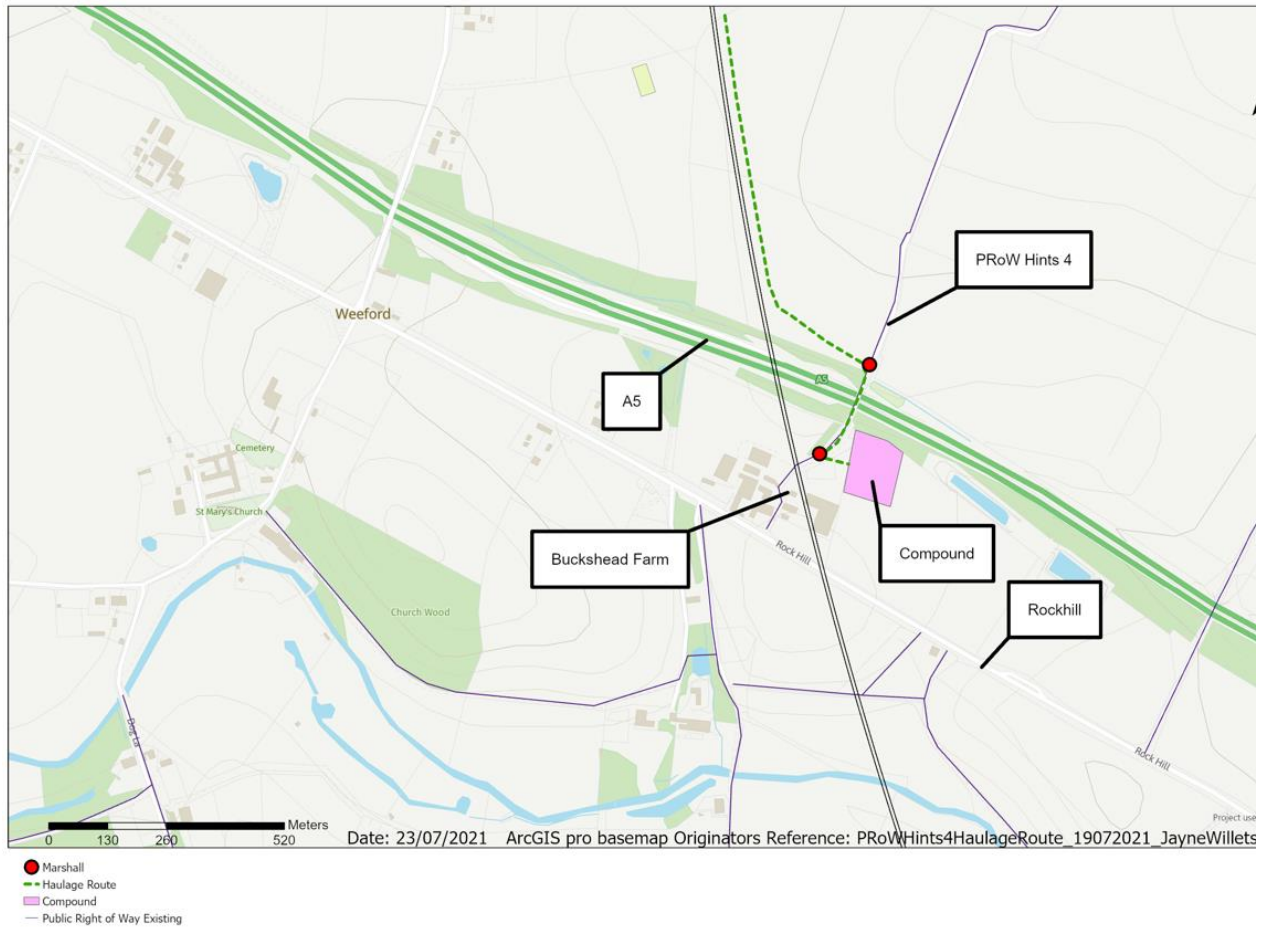 PRoW Hints 4
Weeford
A5
A5
Cemetery
St Mary's Church
Buckshead Farm
Compound
Rock Hill
Rockhill
Church Wood
Dog La
Rock Hill
Project use
Meters
0 130 260 520
Date: 23/07/2021 ArcGIS pro basemap Originators Reference: PRoWHints4HaulageRoute_19072021_JayneWillets
Marshall
Haulage Route
Compound
Public Right of Way Existing